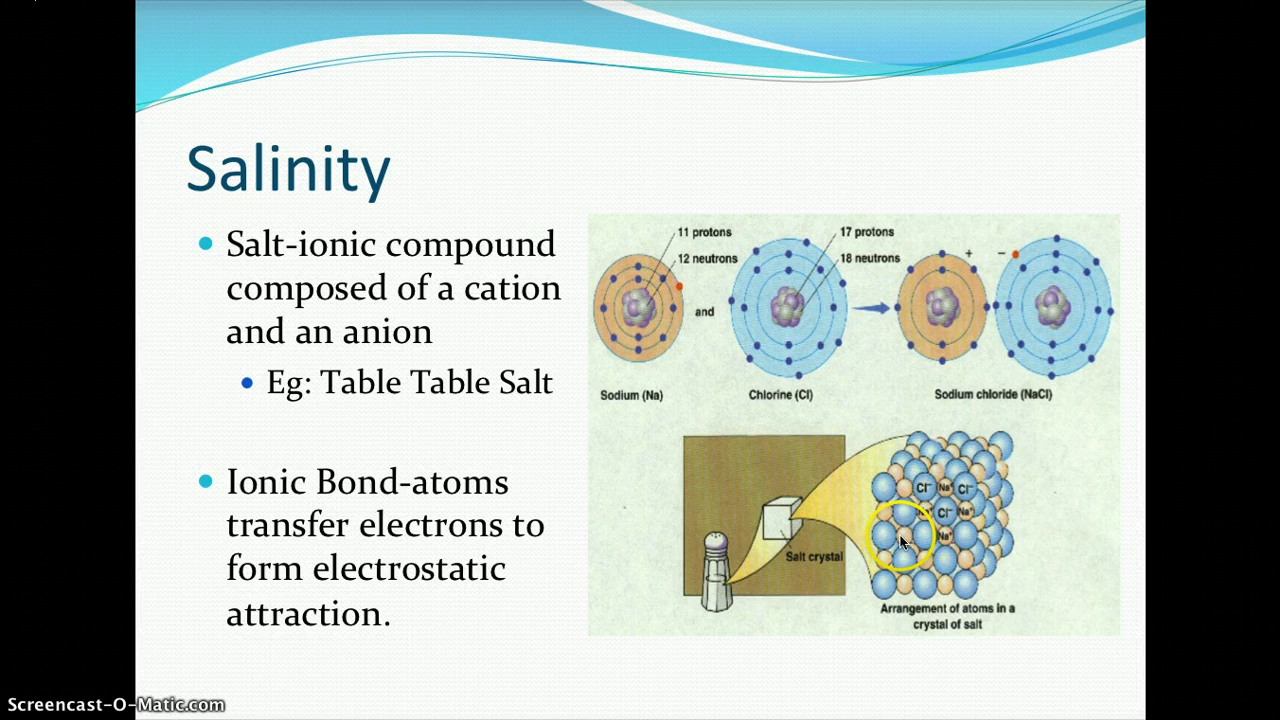 Salinity
Salt-ionic compound
composed of a cation
and an anion
Eg: Table Table Salt
Ionic Bond-atoms
transfer electrons to
form electrostatic
attraction.
11 protons
12 neutrons
17 protons
18 neutrons
+ −
and
Sodium (Na)
Chlorine (Cl)
Sodium chloride (NaCl)
Salt crystal
Cl⁻ Na⁺ Cl⁻
Na⁺ Cl⁻ Na⁺
Na⁺
Arrangement of atoms in a
crystal of salt
Screencast-O-Matic.com